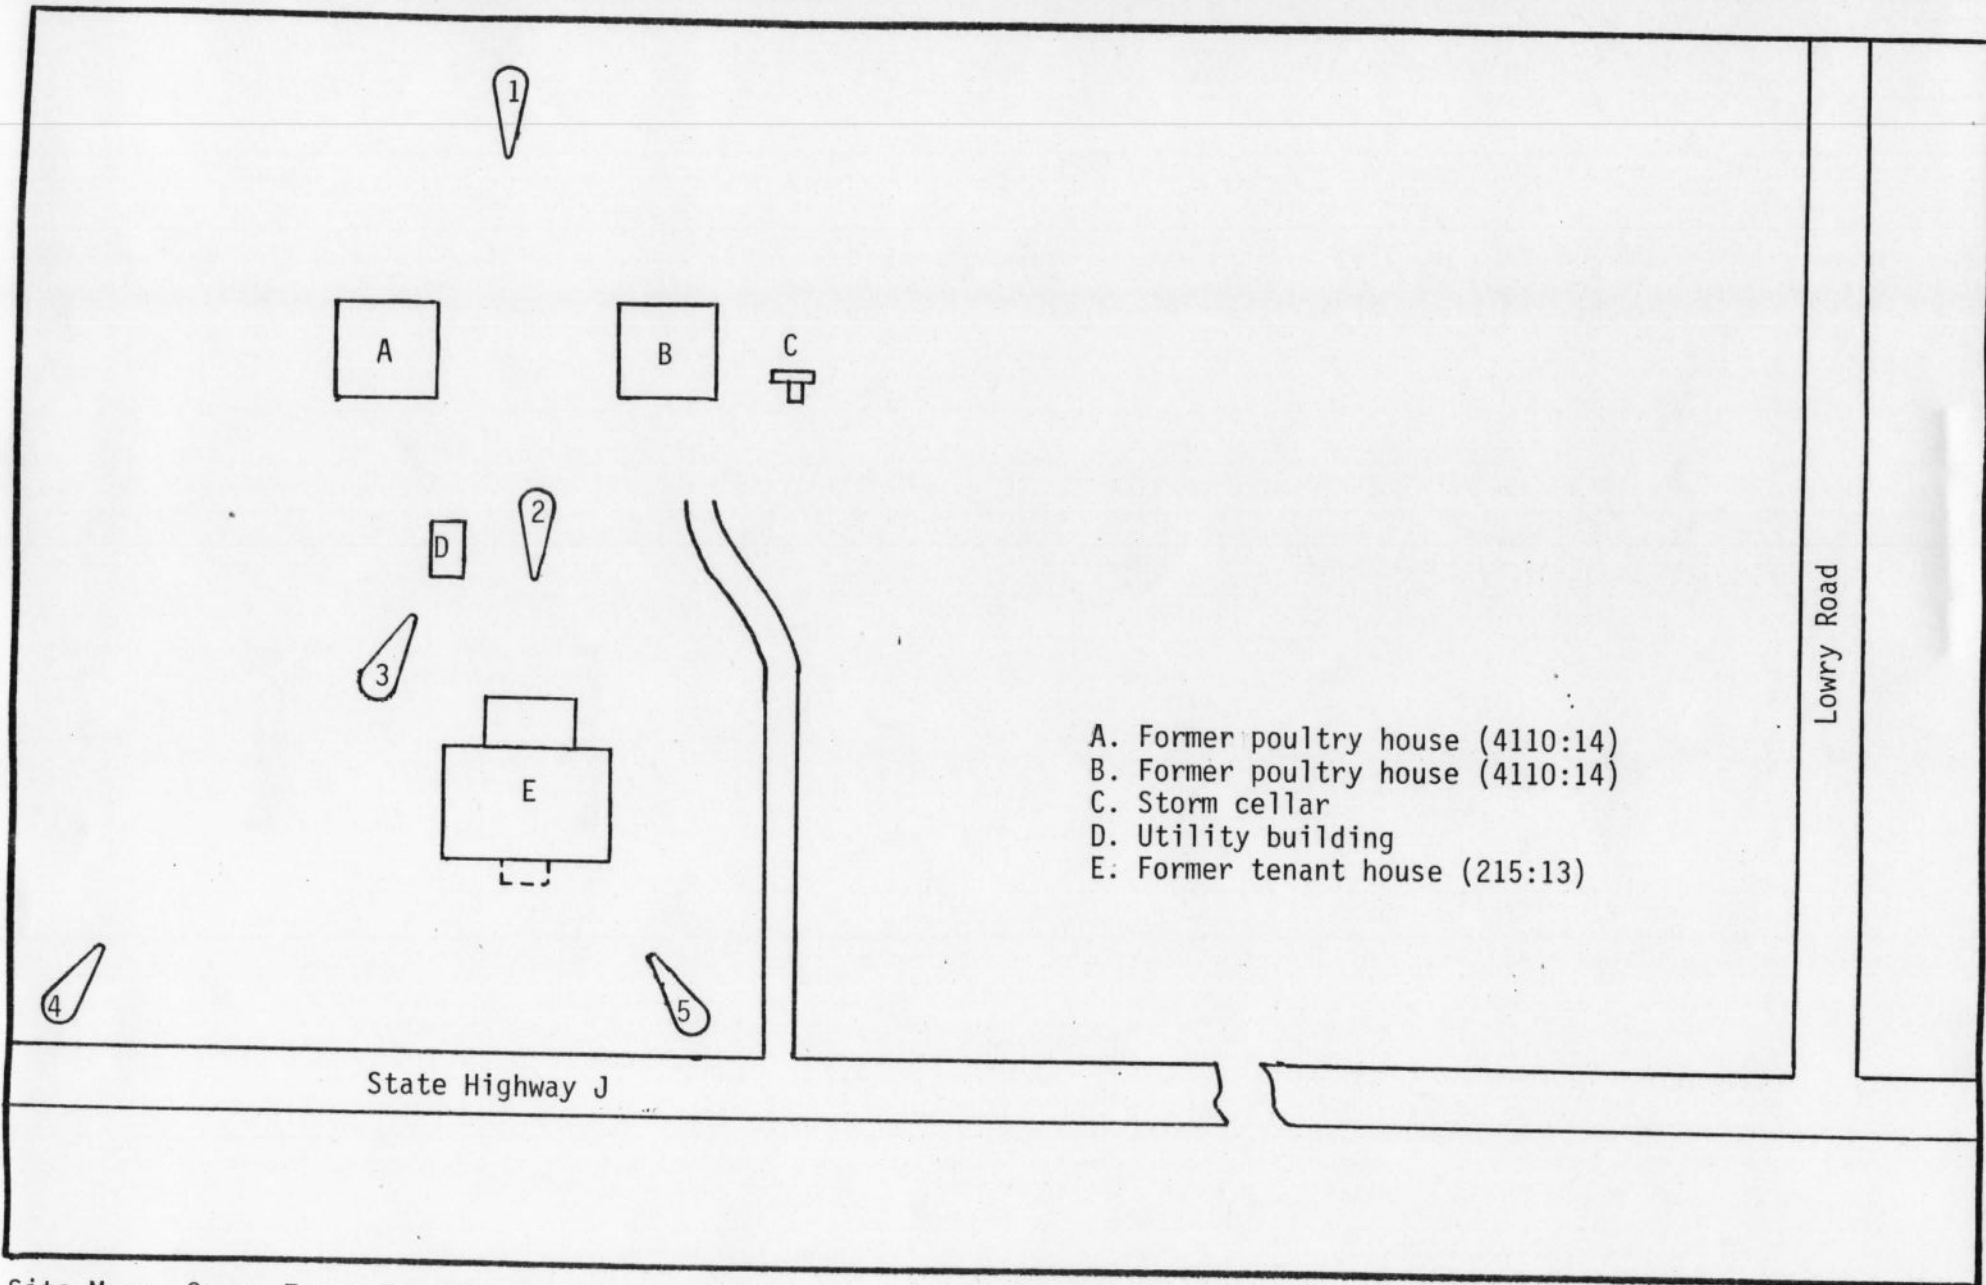 1
A
B
C
2
D
3
E
Lowry Road
A. Former poultry house (4110:14)
B. Former poultry house (4110:14)
C. Storm cellar
D. Utility building
E. Former tenant house (215:13)
4
5
State Highway J